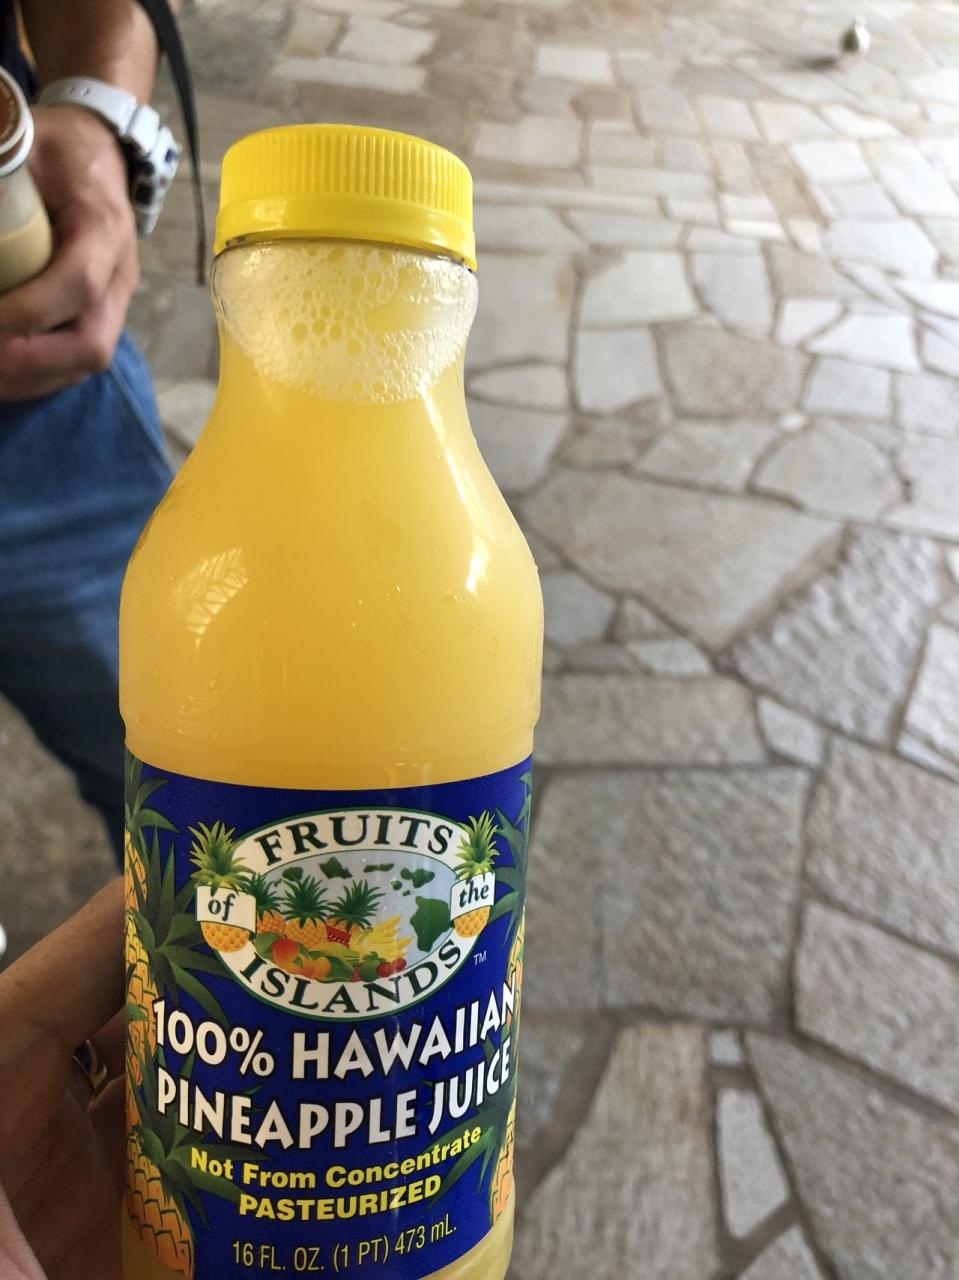 FRUITS
of the
ISLANDS TM
100% HAWAIIAN
PINEAPPLE JUICE
Not From Concentrate
PASTEURIZED
16 FL. OZ. (1 PT) 473 mL.